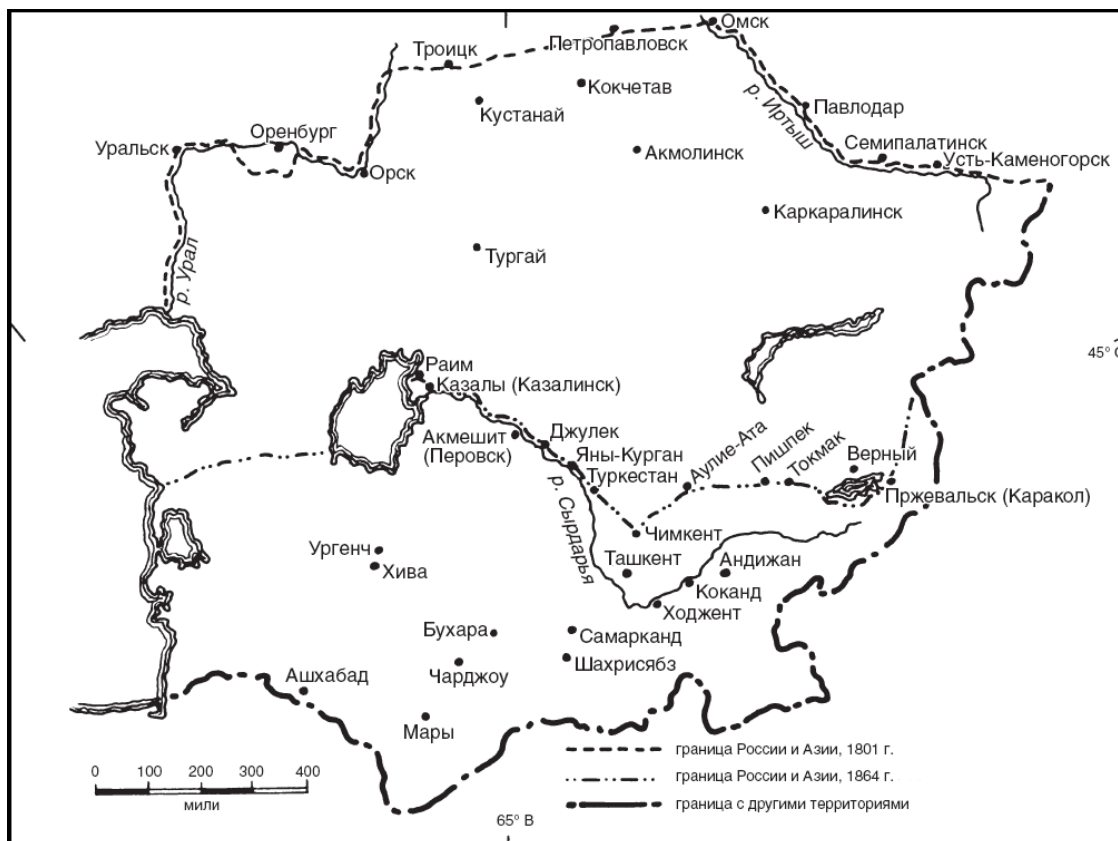 Омск
Петропавловск
Троицк
Кокчетав
Кустанай
р. Иртыш
Павлодар
Оренбург
Уральск
Акмолинск
Семипалатинск
Усть-Каменогорск
Орск
Каркаралинск
р. Урал
Тургай
45° С
Раим
Казалы (Казалинск)
Акмешит
(Перовск)
Джулек
Яны-Курган
Туркестан
Аулие-Ата
Пишпек
Токмак
Верный
Пржевальск (Каракол)
р. Сырдарья
Чимкент
Ургенч
Хива
Ташкент
Андижан
Коканд
Ходжент
Бухара
Самарканд
Чарджоу
Шахрисябз
Ашхабад
Мары
граница России и Азии, 1801 г.
граница России и Азии, 1864 г.
граница с другими территориями
0 100 200 300 400
мили
65° В